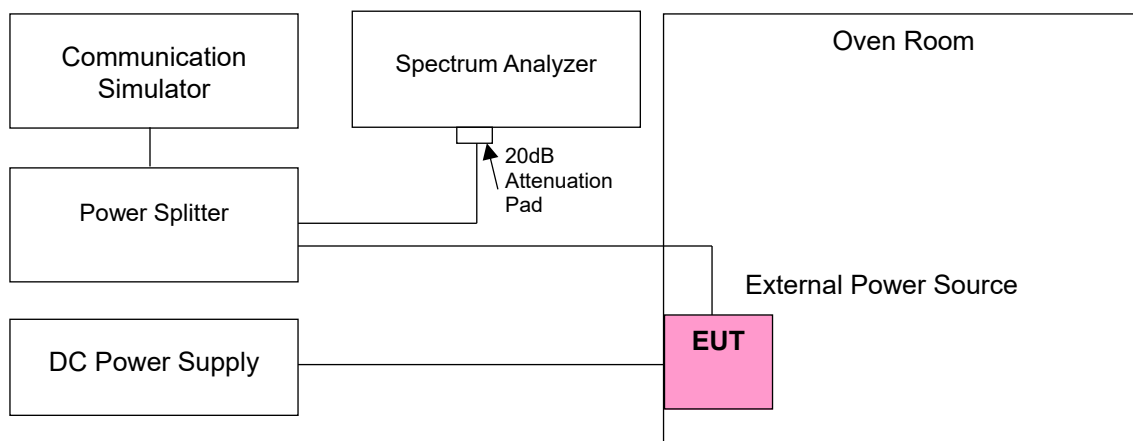 Communication
Simulator
Spectrum Analyzer
Oven Room
20dB
Attenuation
Pad
Power Splitter
External Power Source
EUT
DC Power Supply